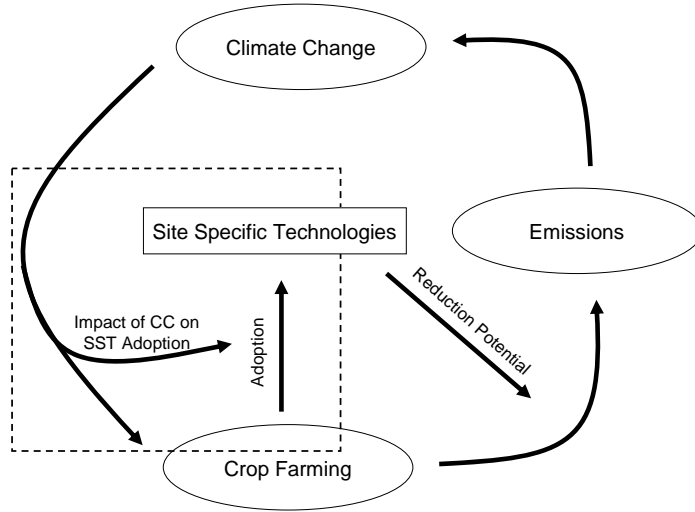 Climate Change
Site Specific Technologies
Emissions
Impact of CC on
SST Adoption
Adoption
Reduction Potential
Crop Farming